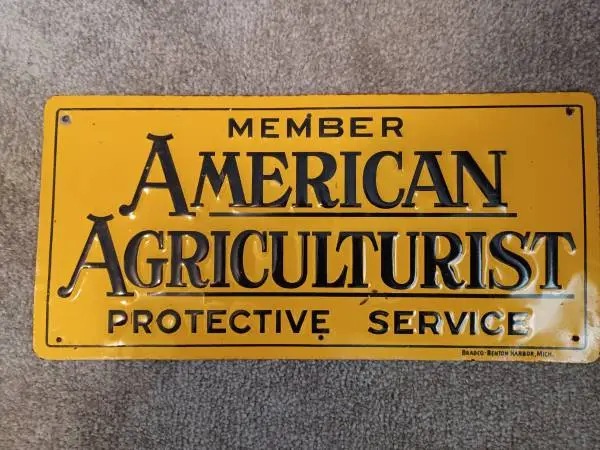 MEMBER
AMERICAN
AGRICULTURIST
PROTECTIVE SERVICE
BRADCO-BENTON HARBOR, MICH.